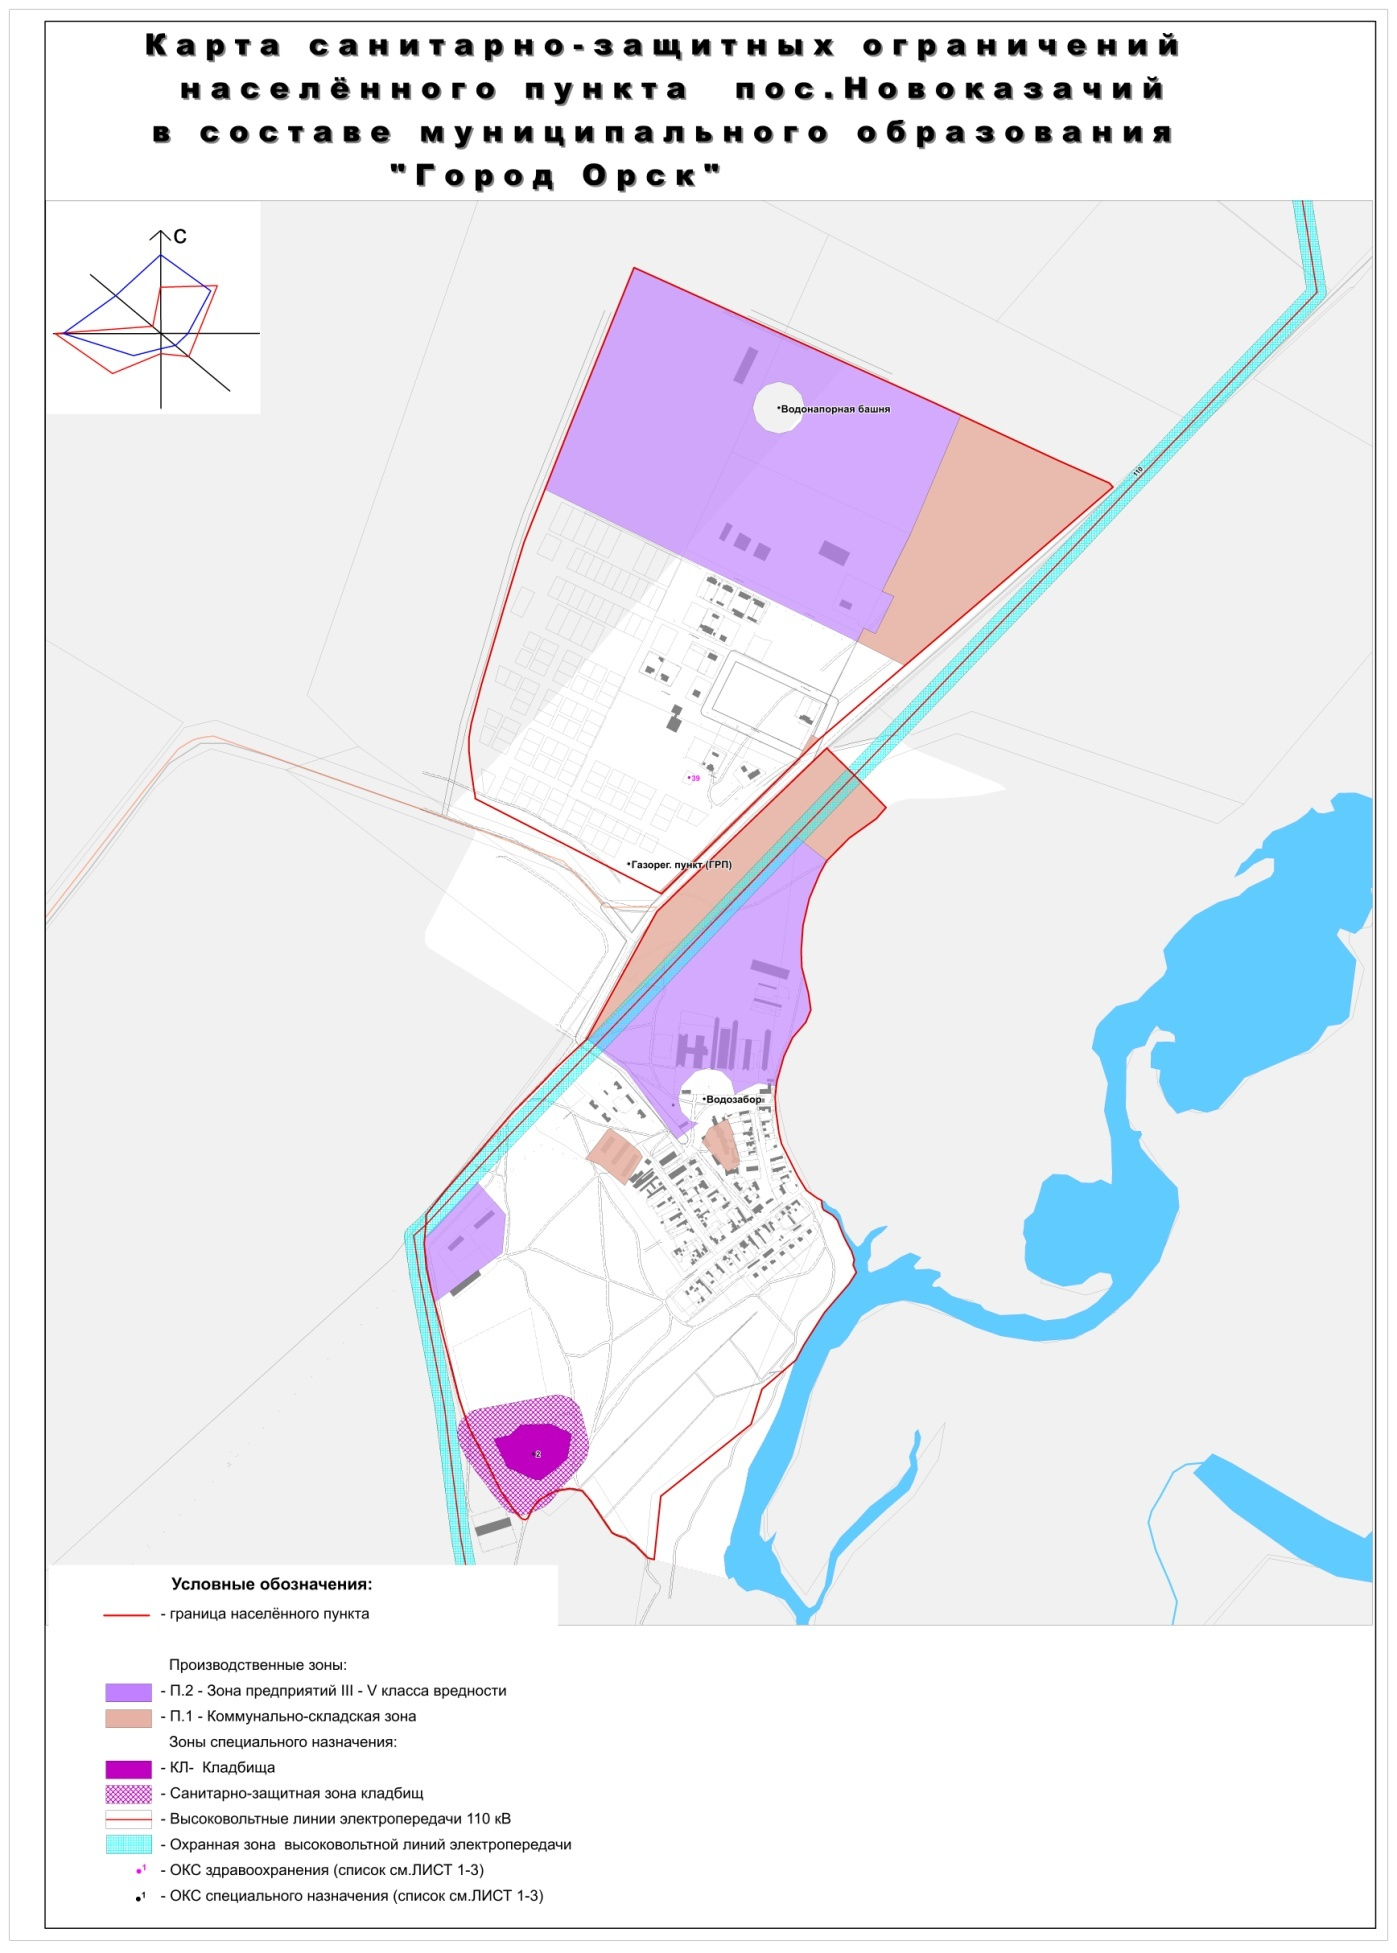 Карта санитарно-защитных ограничений
населённого пункта пос.Новоказачий
в составе муниципального образования
"Город Орск"
С
Водонапорная башня
110
39
Газорег. пункт (ГРП)
Водозабор
2
Условные обозначения:
- граница населённого пункта
Производственные зоны:
- П.2 - Зона предприятий III - V класса вредности
- П.1 - Коммунально-складская зона
Зоны специального назначения:
- КЛ- Кладбища
- Санитарно-защитная зона кладбищ
- Высоковольтные линии электропередачи 110 кВ
- Охранная зона высоковольтной линий электропередачи
1 - ОКС здравоохранения (список см.ЛИСТ 1-3)
1 - ОКС специального назначения (список см.ЛИСТ 1-3)